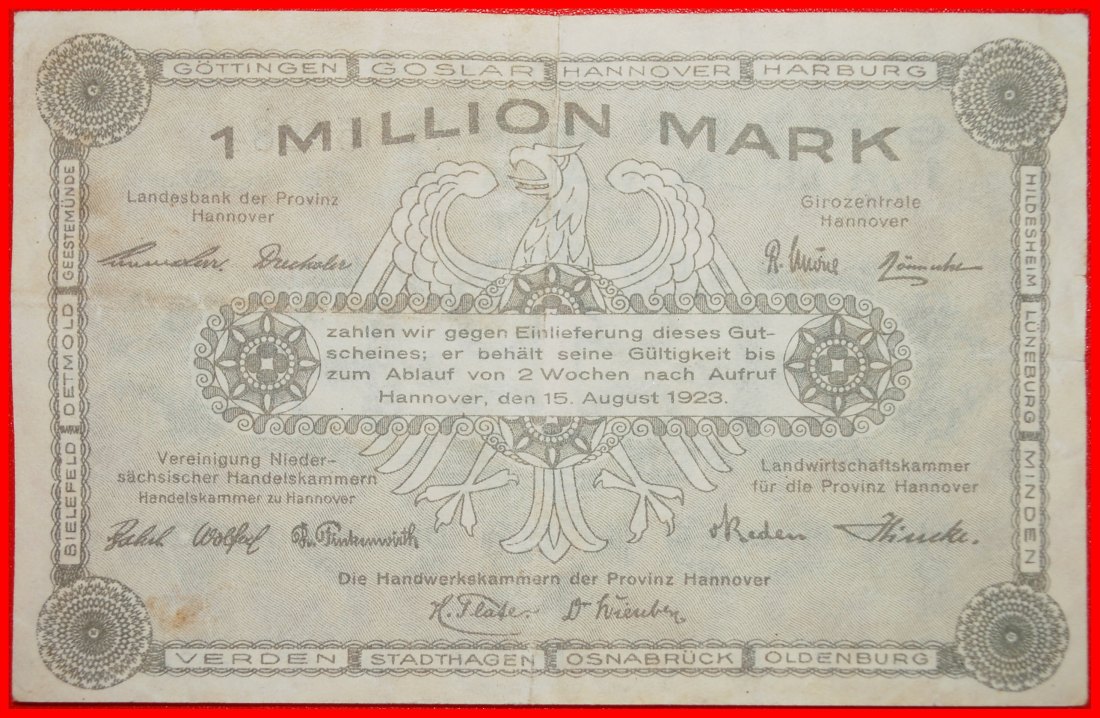 GÖTTINGEN GOSLAR HANNOVER HARBURG
1 MILLION MARK
Landesbank der Provinz
Hannover
Girozentrale
Hannover
zahlen wir gegen Einlieferung dieses Gut-
scheines; er behält seine Gültigkeit bis
zum Ablauf von 2 Wochen nach Aufruf
Hannover, den 15. August 1923.
Vereinigung Nieder-
sächsischer Handelskammern
Handelskammer zu Hannover
Landwirtschaftskammer
für die Provinz Hannover
vReden
Die Handwerkskammern der Provinz Hannover
H. Plate.
BIELEFELD DETMOLD GEESTEMÜNDE
HILDESHEIM LÜNEBURG MINDEN
VERDEN STADTHAGEN OSNABRÜCK OLDENBURG